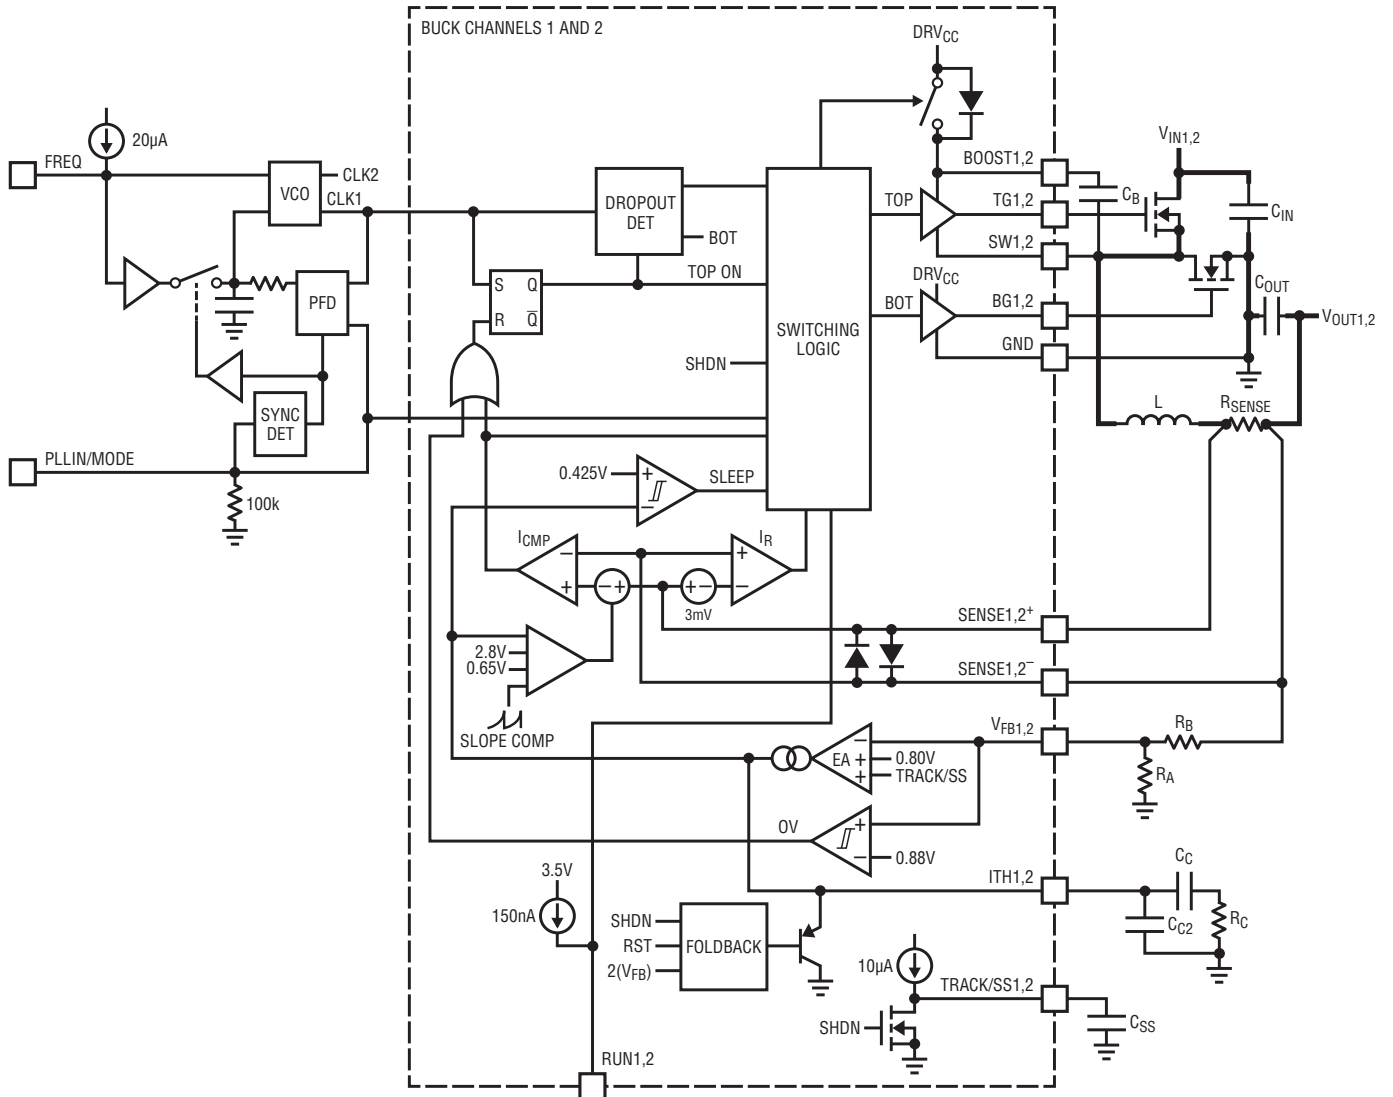 BUCK CHANNELS 1 AND 2
DRVCC
20µA
FREQ
VCO
CLK2
CLK1
DROPOUT
DET
BOT
TOP ON
S Q
R Q̅
PFD
SYNC
DET
PLLIN/MODE
100k
SHDN
SWITCHING
LOGIC
TOP
BOT
DRVCC
BOOST1,2
TG1,2
SW1,2
BG1,2
GND
VIN1,2
CB
CIN
COUT
VOUT1,2
L
RSENSE
0.425V
+
−
SLEEP
ICMP
−
+
− +
+ −
3mV
IR
+
−
2.8V
0.65V
SLOPE COMP
SENSE1,2+
SENSE1,2−
VFB1,2
RB
RA
EA
−
+
+
0.80V
TRACK/SS
OV
+
−
0.88V
3.5V
150nA
SHDN
RST
2(VFB)
FOLDBACK
ITH1,2
CC
CC2
RC
10µA
TRACK/SS1,2
SHDN
CSS
RUN1,2